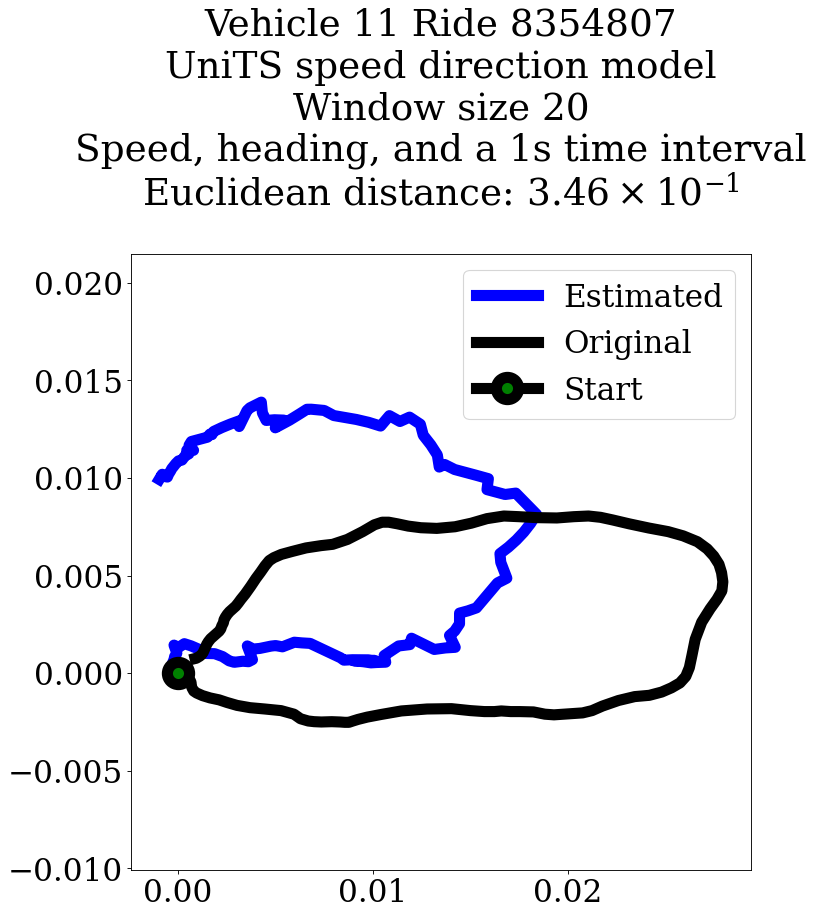 Vehicle 11 Ride 8354807
UniTS speed direction model
Window size 20
Speed, heading, and a 1s time interval
Euclidean distance: 3.46 × 10⁻¹
Estimated
Original
Start
0.020
0.015
0.010
0.005
0.000
−0.005
−0.010
0.00 0.01 0.02